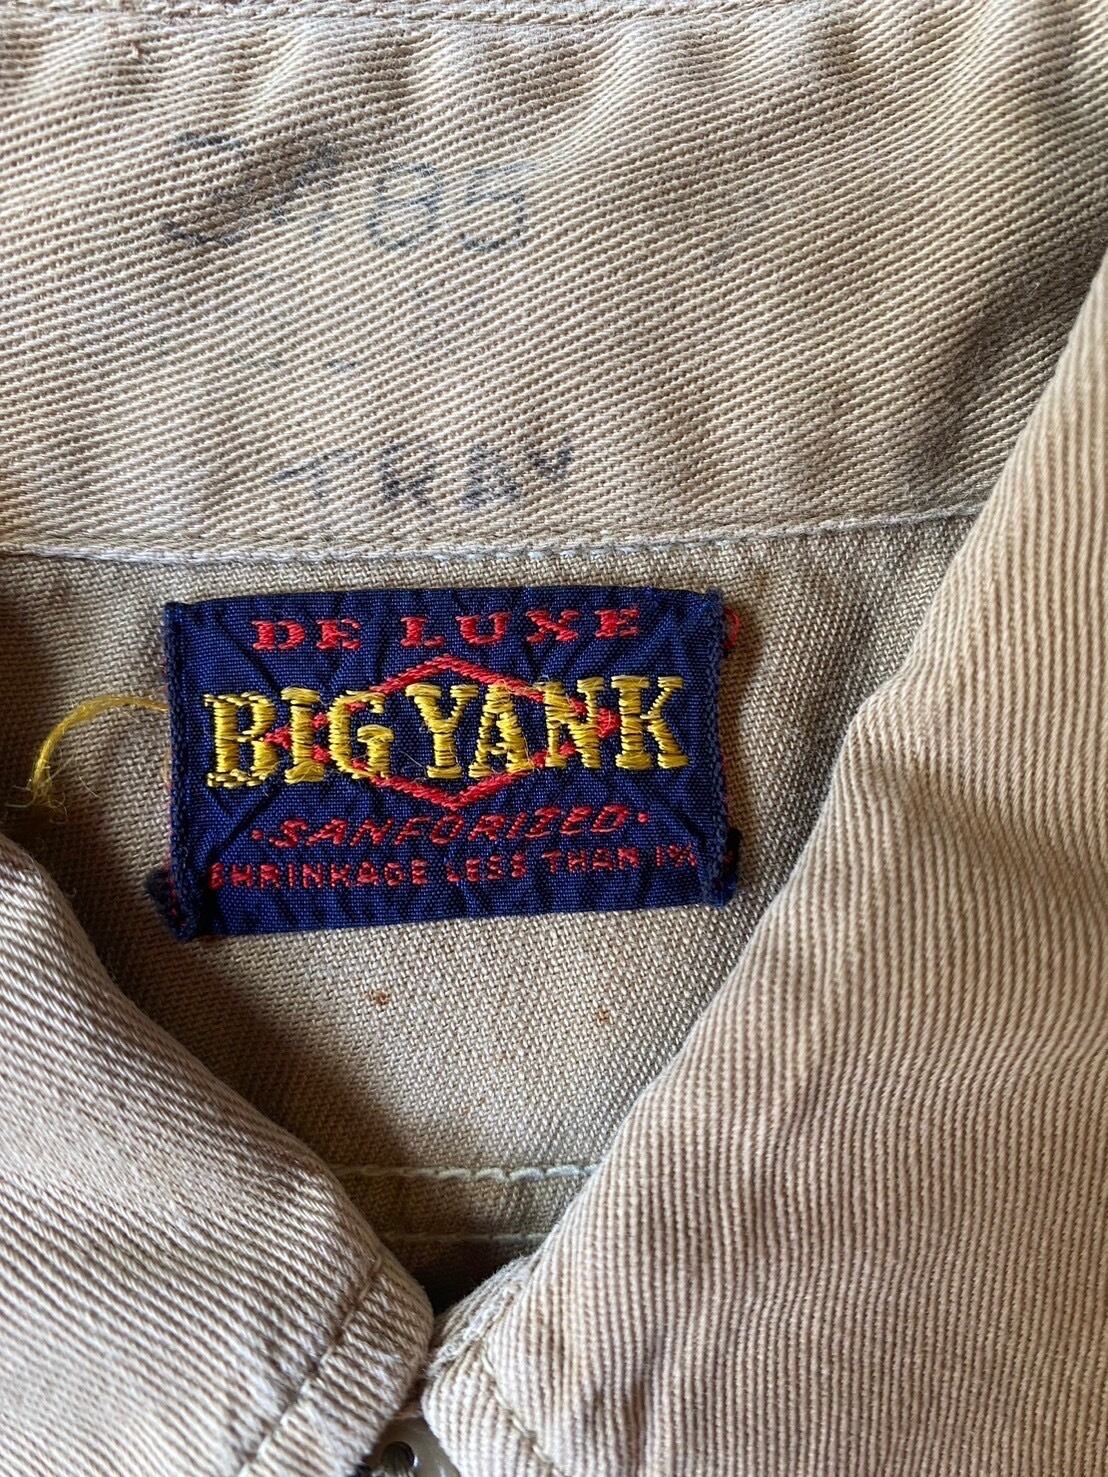 DE LUXE
BIG YANK
·SANFORIZED·
SHRINKAGE LESS THAN 1%